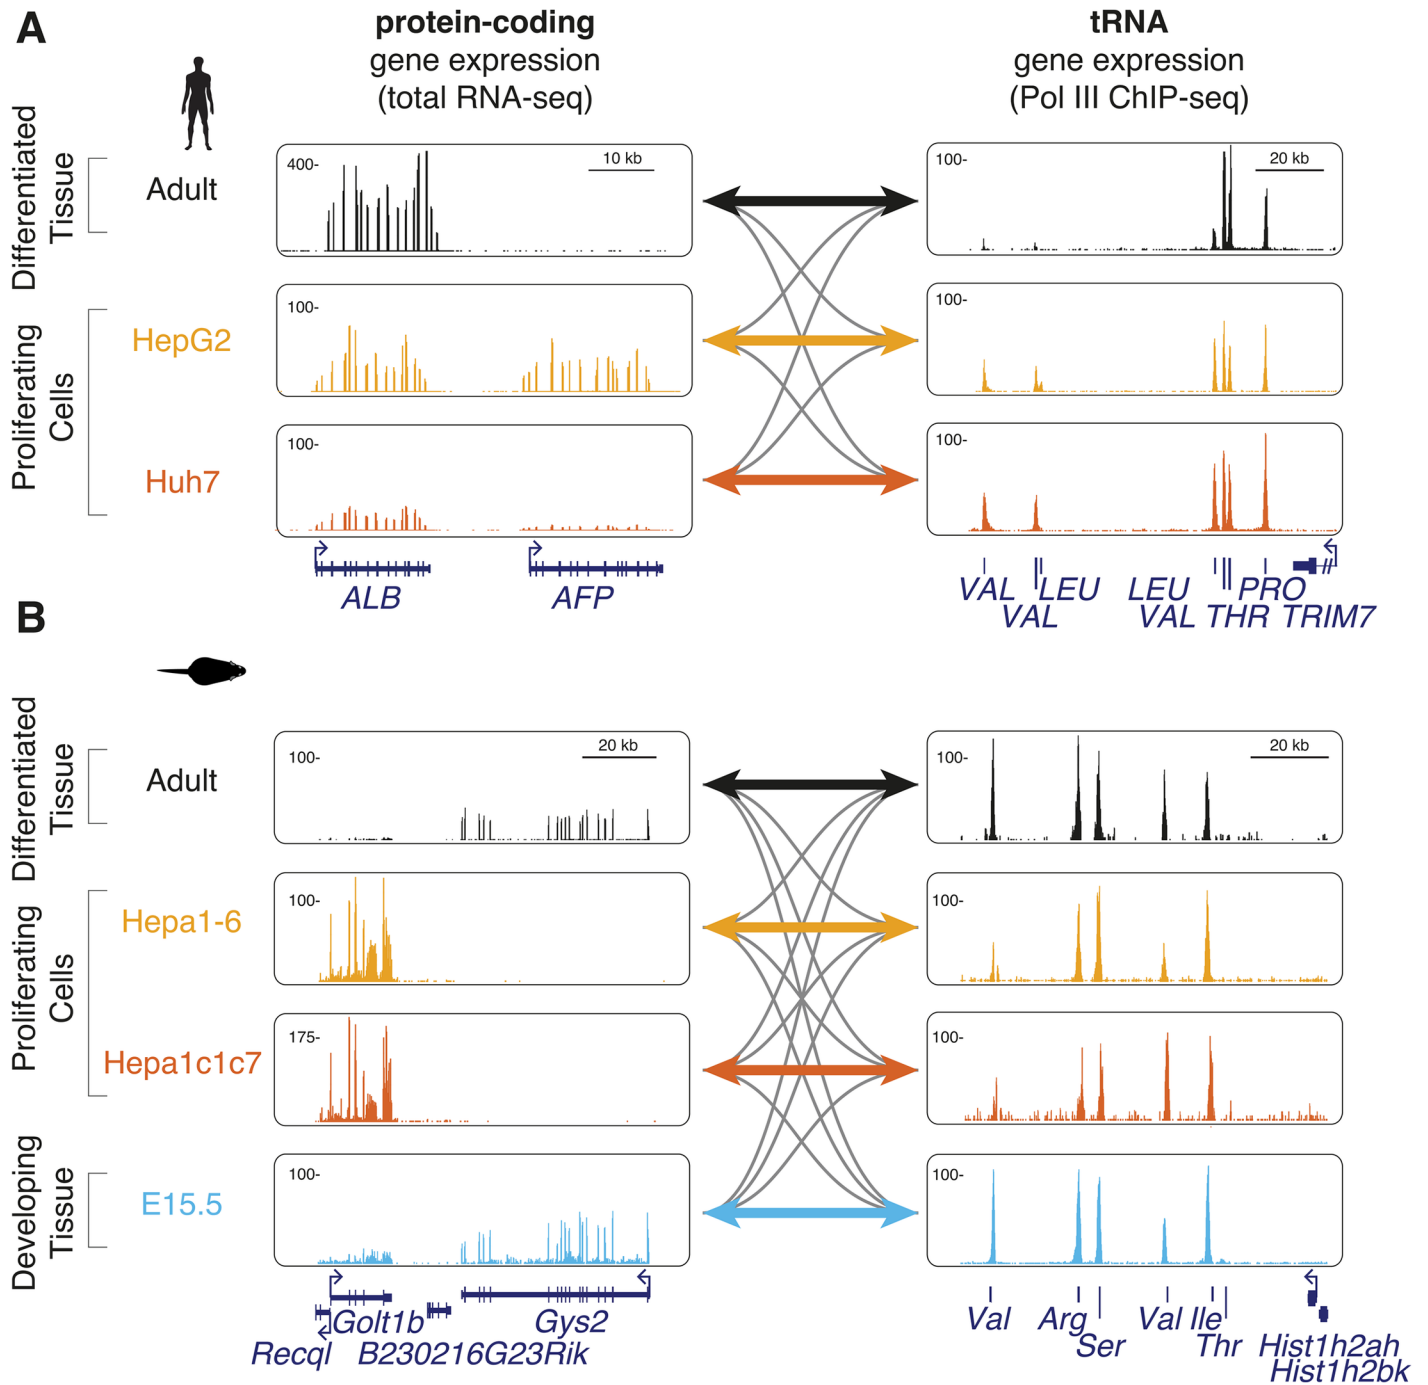 A
protein-coding
gene expression
(total RNA-seq)
tRNA
gene expression
(Pol III ChIP-seq)
Differentiated
Tissue
Adult
400-
10 kb
100-
20 kb
Proliferating
Cells
HepG2
100-
100-
Huh7
100-
100-
ALB
AFP
VAL LEU LEU PRO
VAL VAL THR TRIM7
B
Differentiated
Tissue
Adult
100-
20 kb
100-
20 kb
Proliferating
Cells
Hepa1-6
100-
100-
Hepa1c1c7
175-
100-
Developing
Tissue
E15.5
100-
100-
Golt1b Gys2
Recql B230216G23Rik
Val Arg Val Ile
Ser Thr Hist1h2ah
Hist1h2bk